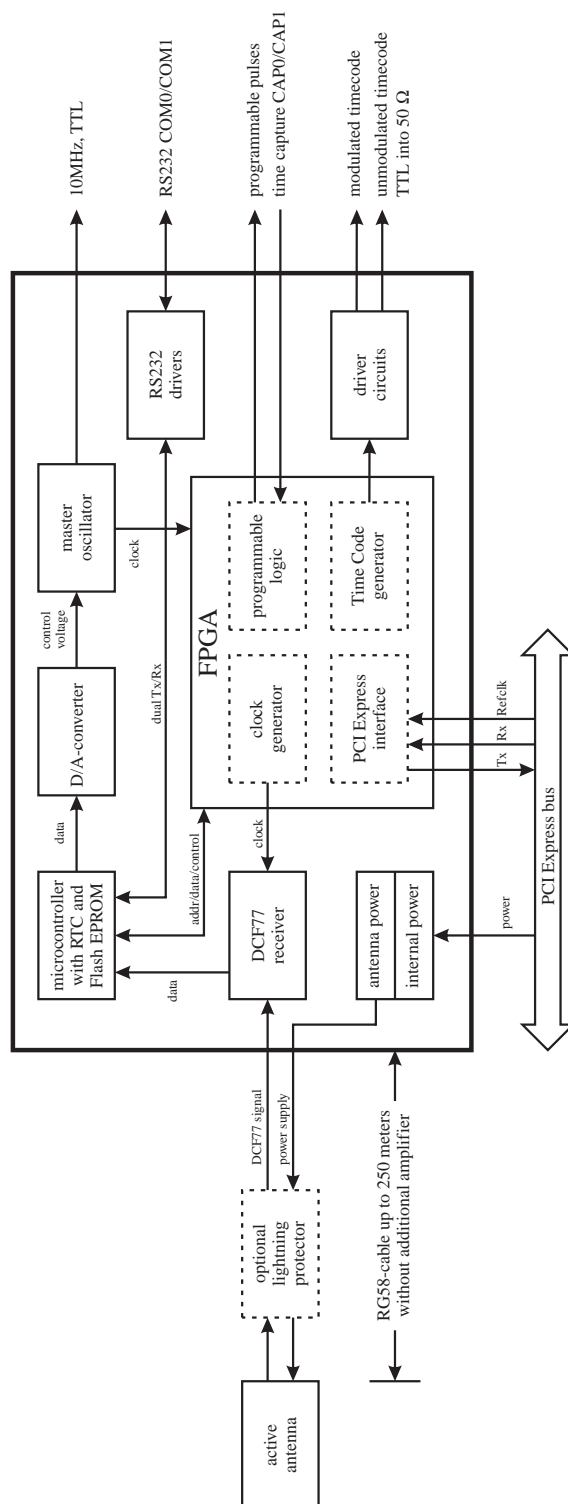 active
antenna
optional
lightning
protector
DCF77 signal
power supply
RG58-cable up to 250 meters
without additional amplifier
microcontroller
with RTC and
Flash EPROM
data
D/A-converter
control
voltage
master
oscillator
clock
10MHz, TTL
dual Tx/Rx
RS232
drivers
RS232 COM0/COM1
addr/data/control
data
DCF77
receiver
clock
FPGA
clock
generator
programmable
logic
programmable pulses
time capture CAP0/CAP1
PCI Express
interface
Time Code
generator
driver
circuits
modulated timecode
unmodulated timecode
TTL into 50 Ω
antenna power
internal power
power
Tx
Rx
Refclk
PCI Express bus